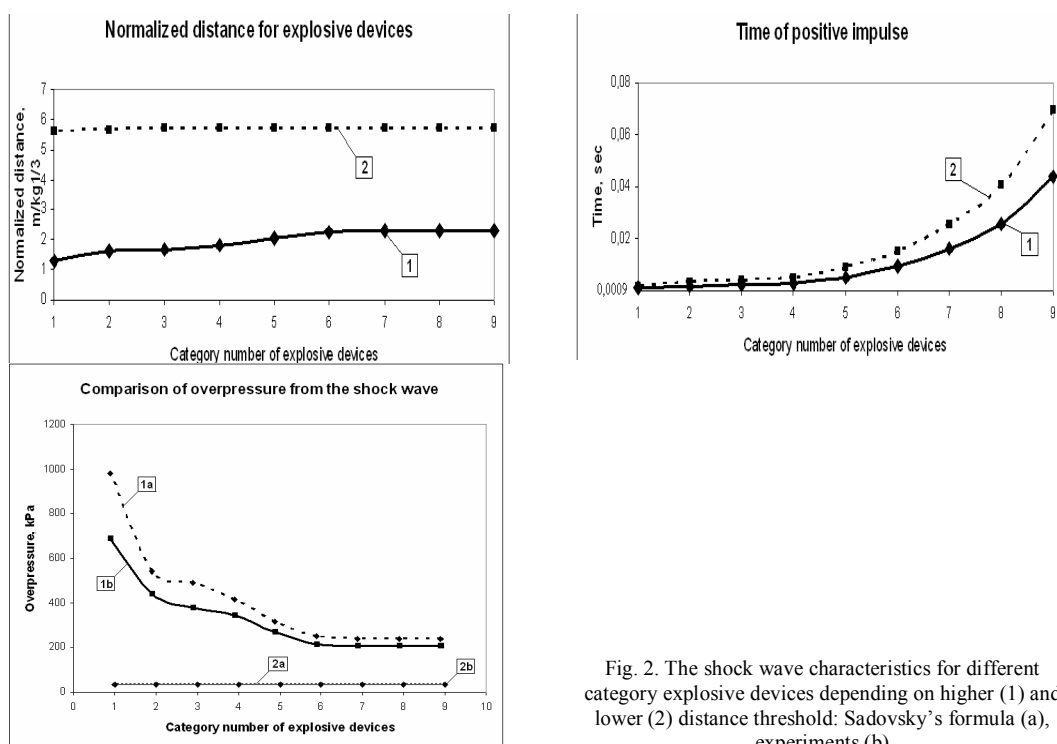 Normalized distance for explosive devices
Normalized distance,
m/kg1/3
7
6
5
4
3
2
1
0
2
1
1 2 3 4 5 6 7 8 9
Category number of explosive devices
Time of positive impulse
Time, sec
0,08
0,06
0,04
0,02
0,0009
2
1
1 2 3 4 5 6 7 8 9
Category number of explosive devices
Comparison of overpressure from the shock wave
Overpressure, kPa
1200
1000
800
600
400
200
0
1a
1b
2a
2b
0 1 2 3 4 5 6 7 8 9 10
Category number of explosive devices
Fig. 2. The shock wave characteristics for different
category explosive devices depending on higher (1) and
lower (2) distance threshold: Sadovsky’s formula (a),
experiments (b)